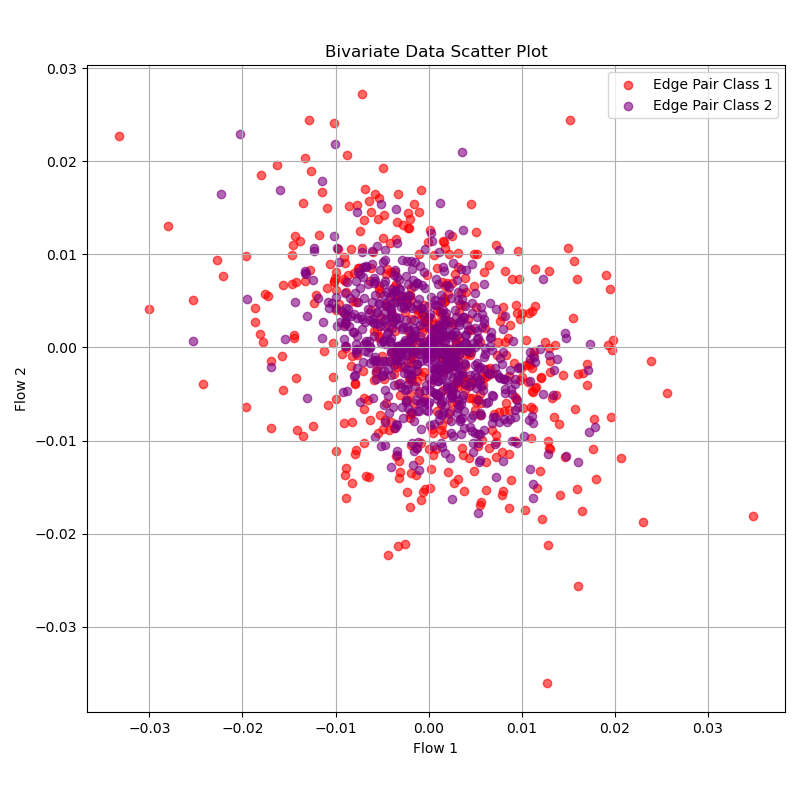 Bivariate Data Scatter Plot
Edge Pair Class 1
Edge Pair Class 2
0.03
0.02
0.01
0.00
−0.01
−0.02
−0.03
Flow 2
−0.03
−0.02
−0.01
0.00
0.01
0.02
0.03
Flow 1